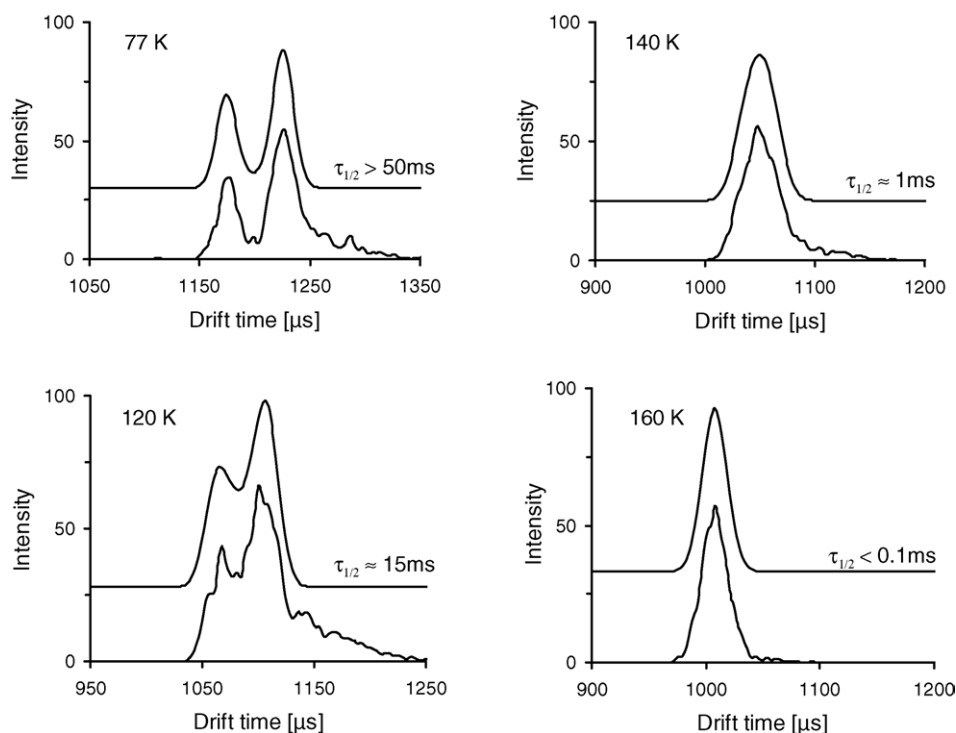 77 K
τ1/2 > 50ms
Intensity
100
50
0
1050
1150
1250
1350
Drift time [µs]
140 K
τ1/2 ≈ 1ms
Intensity
100
50
0
900
1000
1100
1200
Drift time [µs]
120 K
τ1/2 ≈ 15ms
Intensity
100
50
0
950
1050
1150
1250
Drift time [µs]
160 K
τ1/2 < 0.1ms
Intensity
100
50
0
900
1000
1100
1200
Drift time [µs]